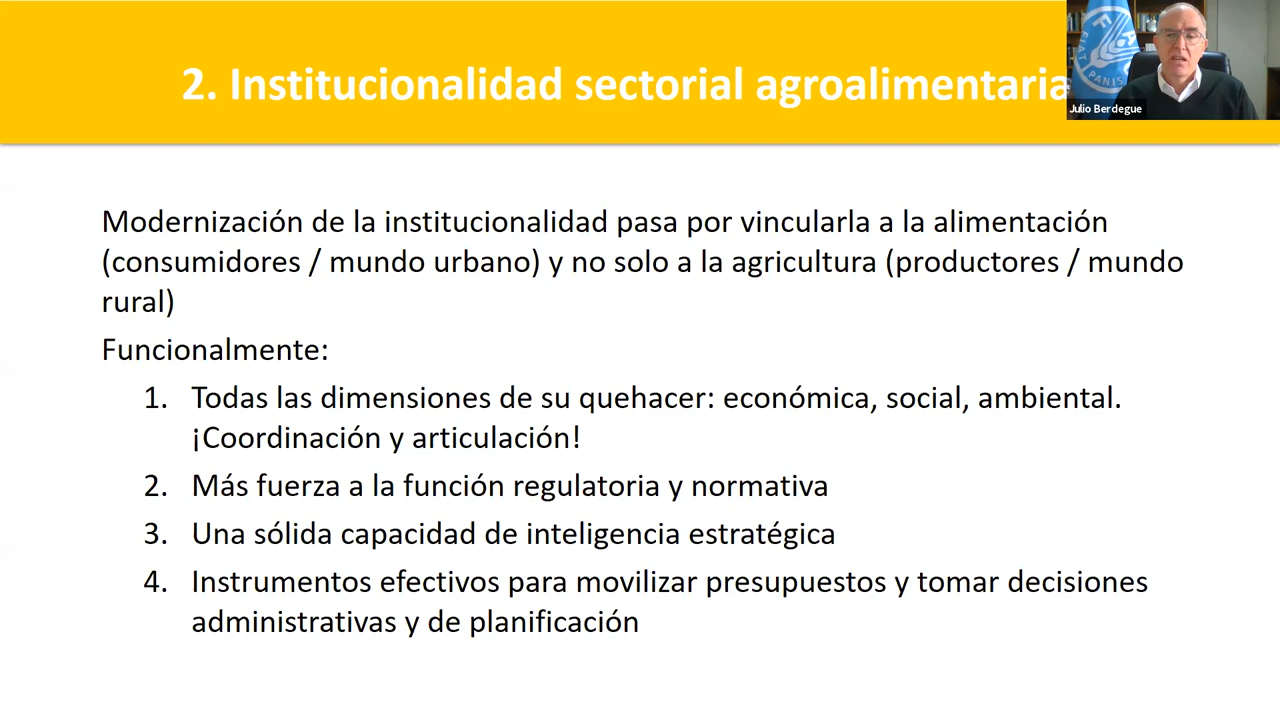 2. Institucionalidad sectorial agroalimentaria
FIAT PANIS
Julio Berdegue
Modernización de la institucionalidad pasa por vincularla a la alimentación
(consumidores / mundo urbano) y no solo a la agricultura (productores / mundo
rural)
Funcionalmente:
1. Todas las dimensiones de su quehacer: económica, social, ambiental.
¡Coordinación y articulación!
2. Más fuerza a la función regulatoria y normativa
3. Una sólida capacidad de inteligencia estratégica
4. Instrumentos efectivos para movilizar presupuestos y tomar decisiones
administrativas y de planificación